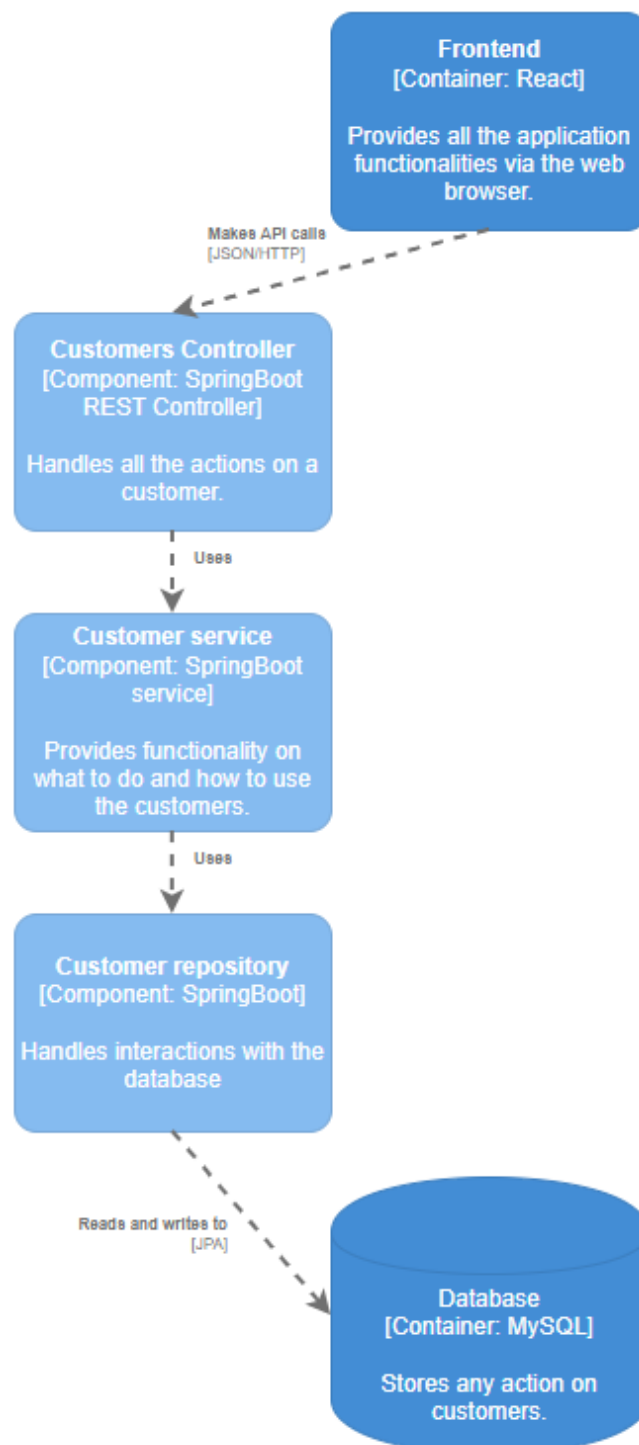 Frontend
[Container: React]
Provides all the application
functionalities via the web
browser.
Makes API calls
[JSON/HTTP]
Customers Controller
[Component: SpringBoot
REST Controller]
Handles all the actions on a
customer.
Uses
Customer service
[Component: SpringBoot
service]
Provides functionality on
what to do and how to use
the customers.
Uses
Customer repository
[Component: SpringBoot]
Handles interactions with the
database
Reads and writes to
[JPA]
Database
[Container: MySQL]
Stores any action on
customers.